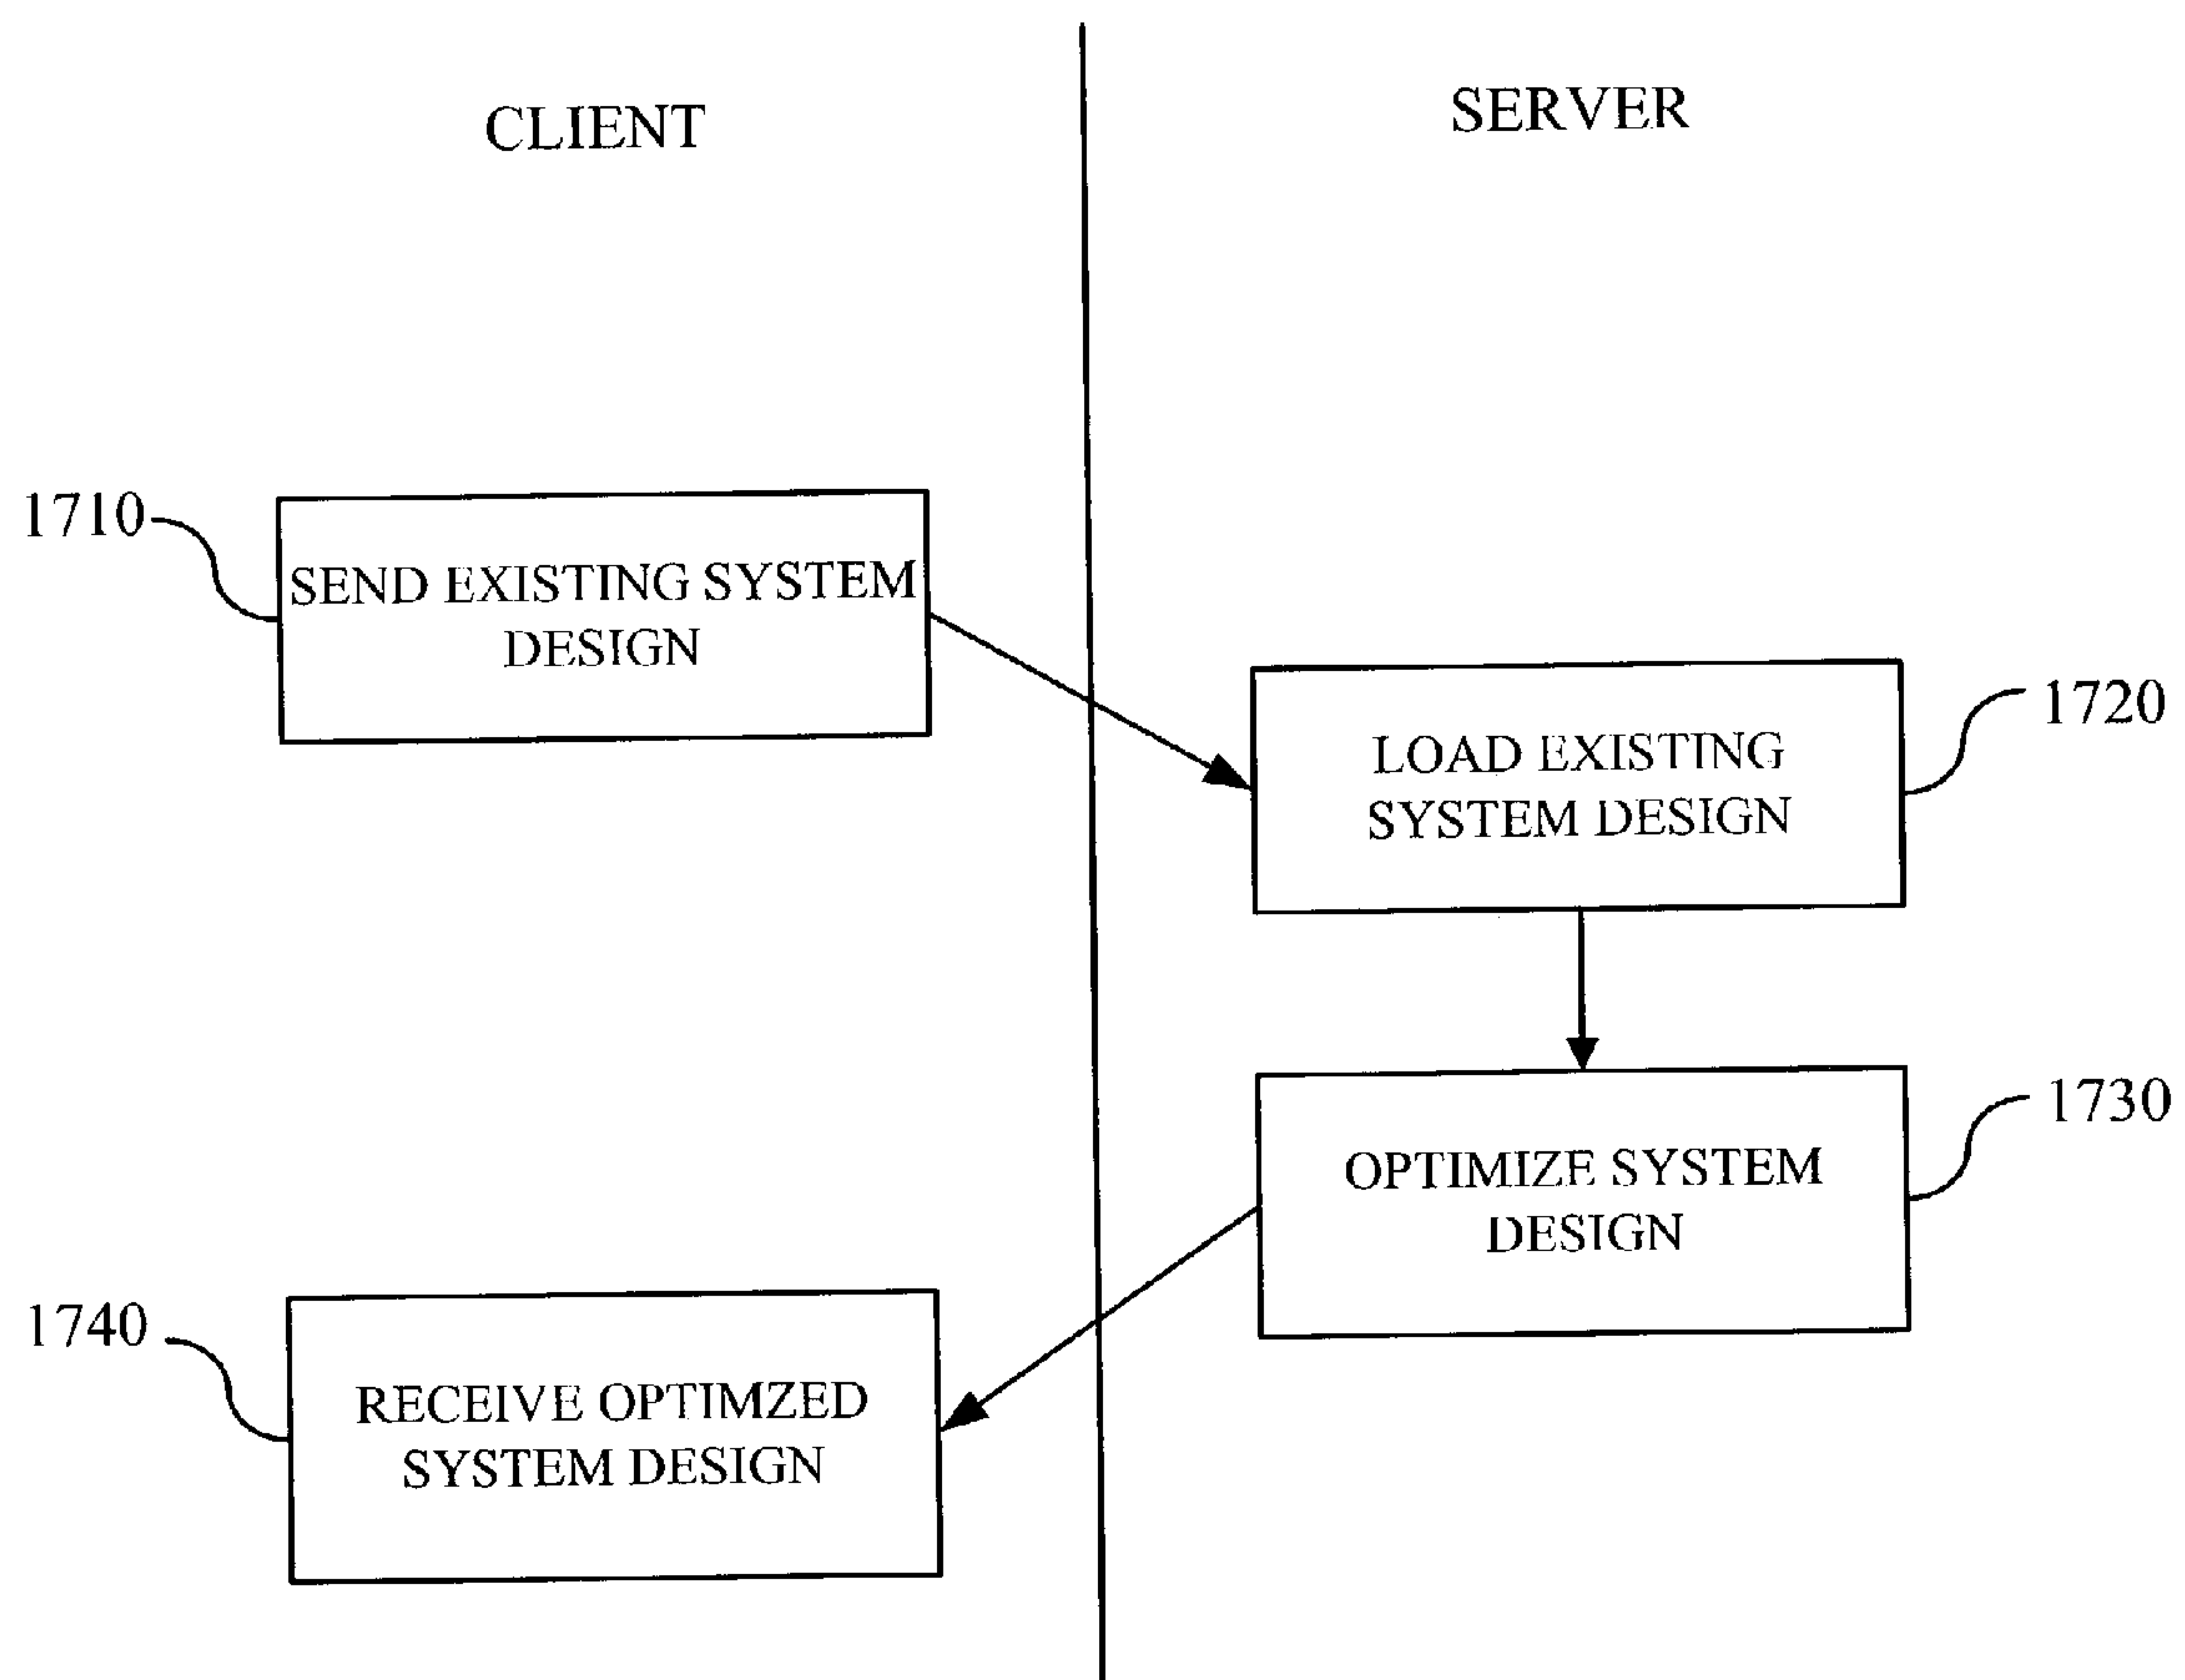 CLIENT
SERVER
1710
SEND EXISTING SYSTEM
DESIGN
1720
LOAD EXISTING
SYSTEM DESIGN
1730
OPTIMIZE SYSTEM
DESIGN
1740
RECEIVE OPTIMZED
SYSTEM DESIGN